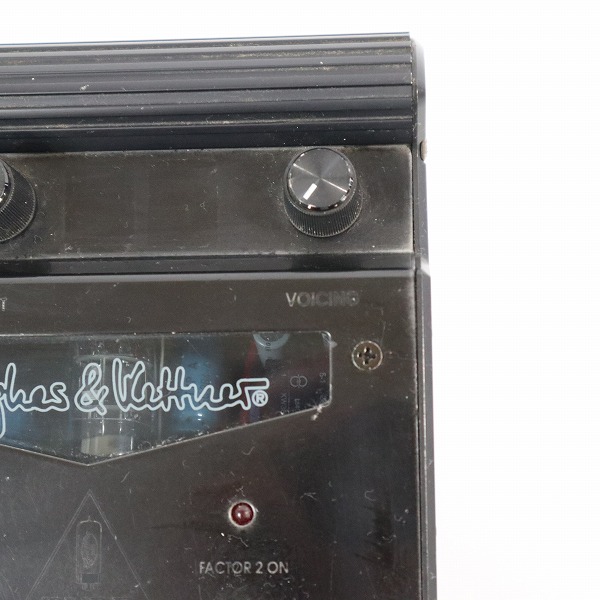 VOICING
ghes & Kettner®
FACTOR 2 ON